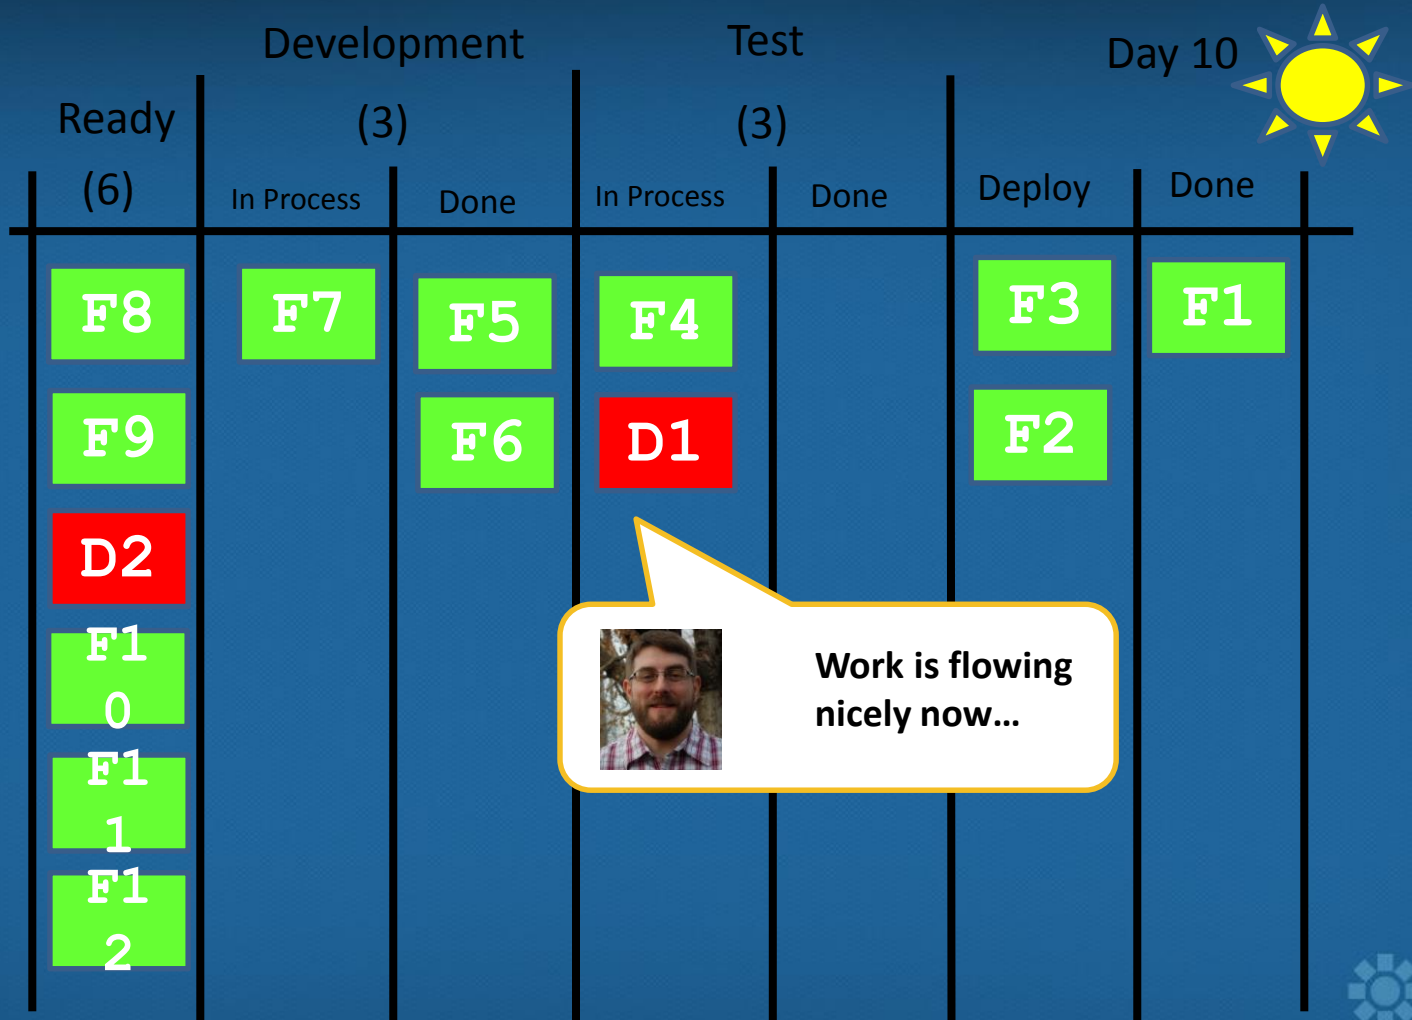 Development
Test
Day 10
Ready
(3)
(3)
(6)
In Process
Done
In Process
Done
Deploy
Done
F8
F7
F5
F4
F3
F1
F9
F6
D1
F2
D2
F1
0
F1
1
F1
2
Work is flowing
nicely now...